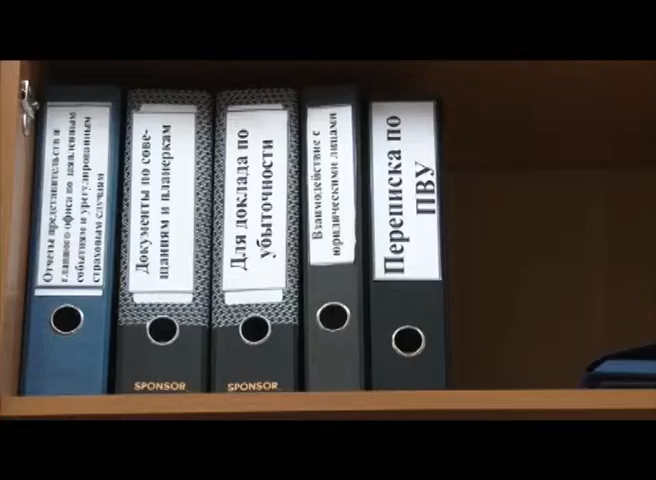 Отчеты представительств и
главного офиса по заявленным
событиям и урегулированным
страховым случаям
Документы по сове-
щаниям и планеркам
Для доклада по
убыточности
Взаимодействие с
юридическими лицами
Переписка по
ПВУ
SPONSOR
SPONSOR